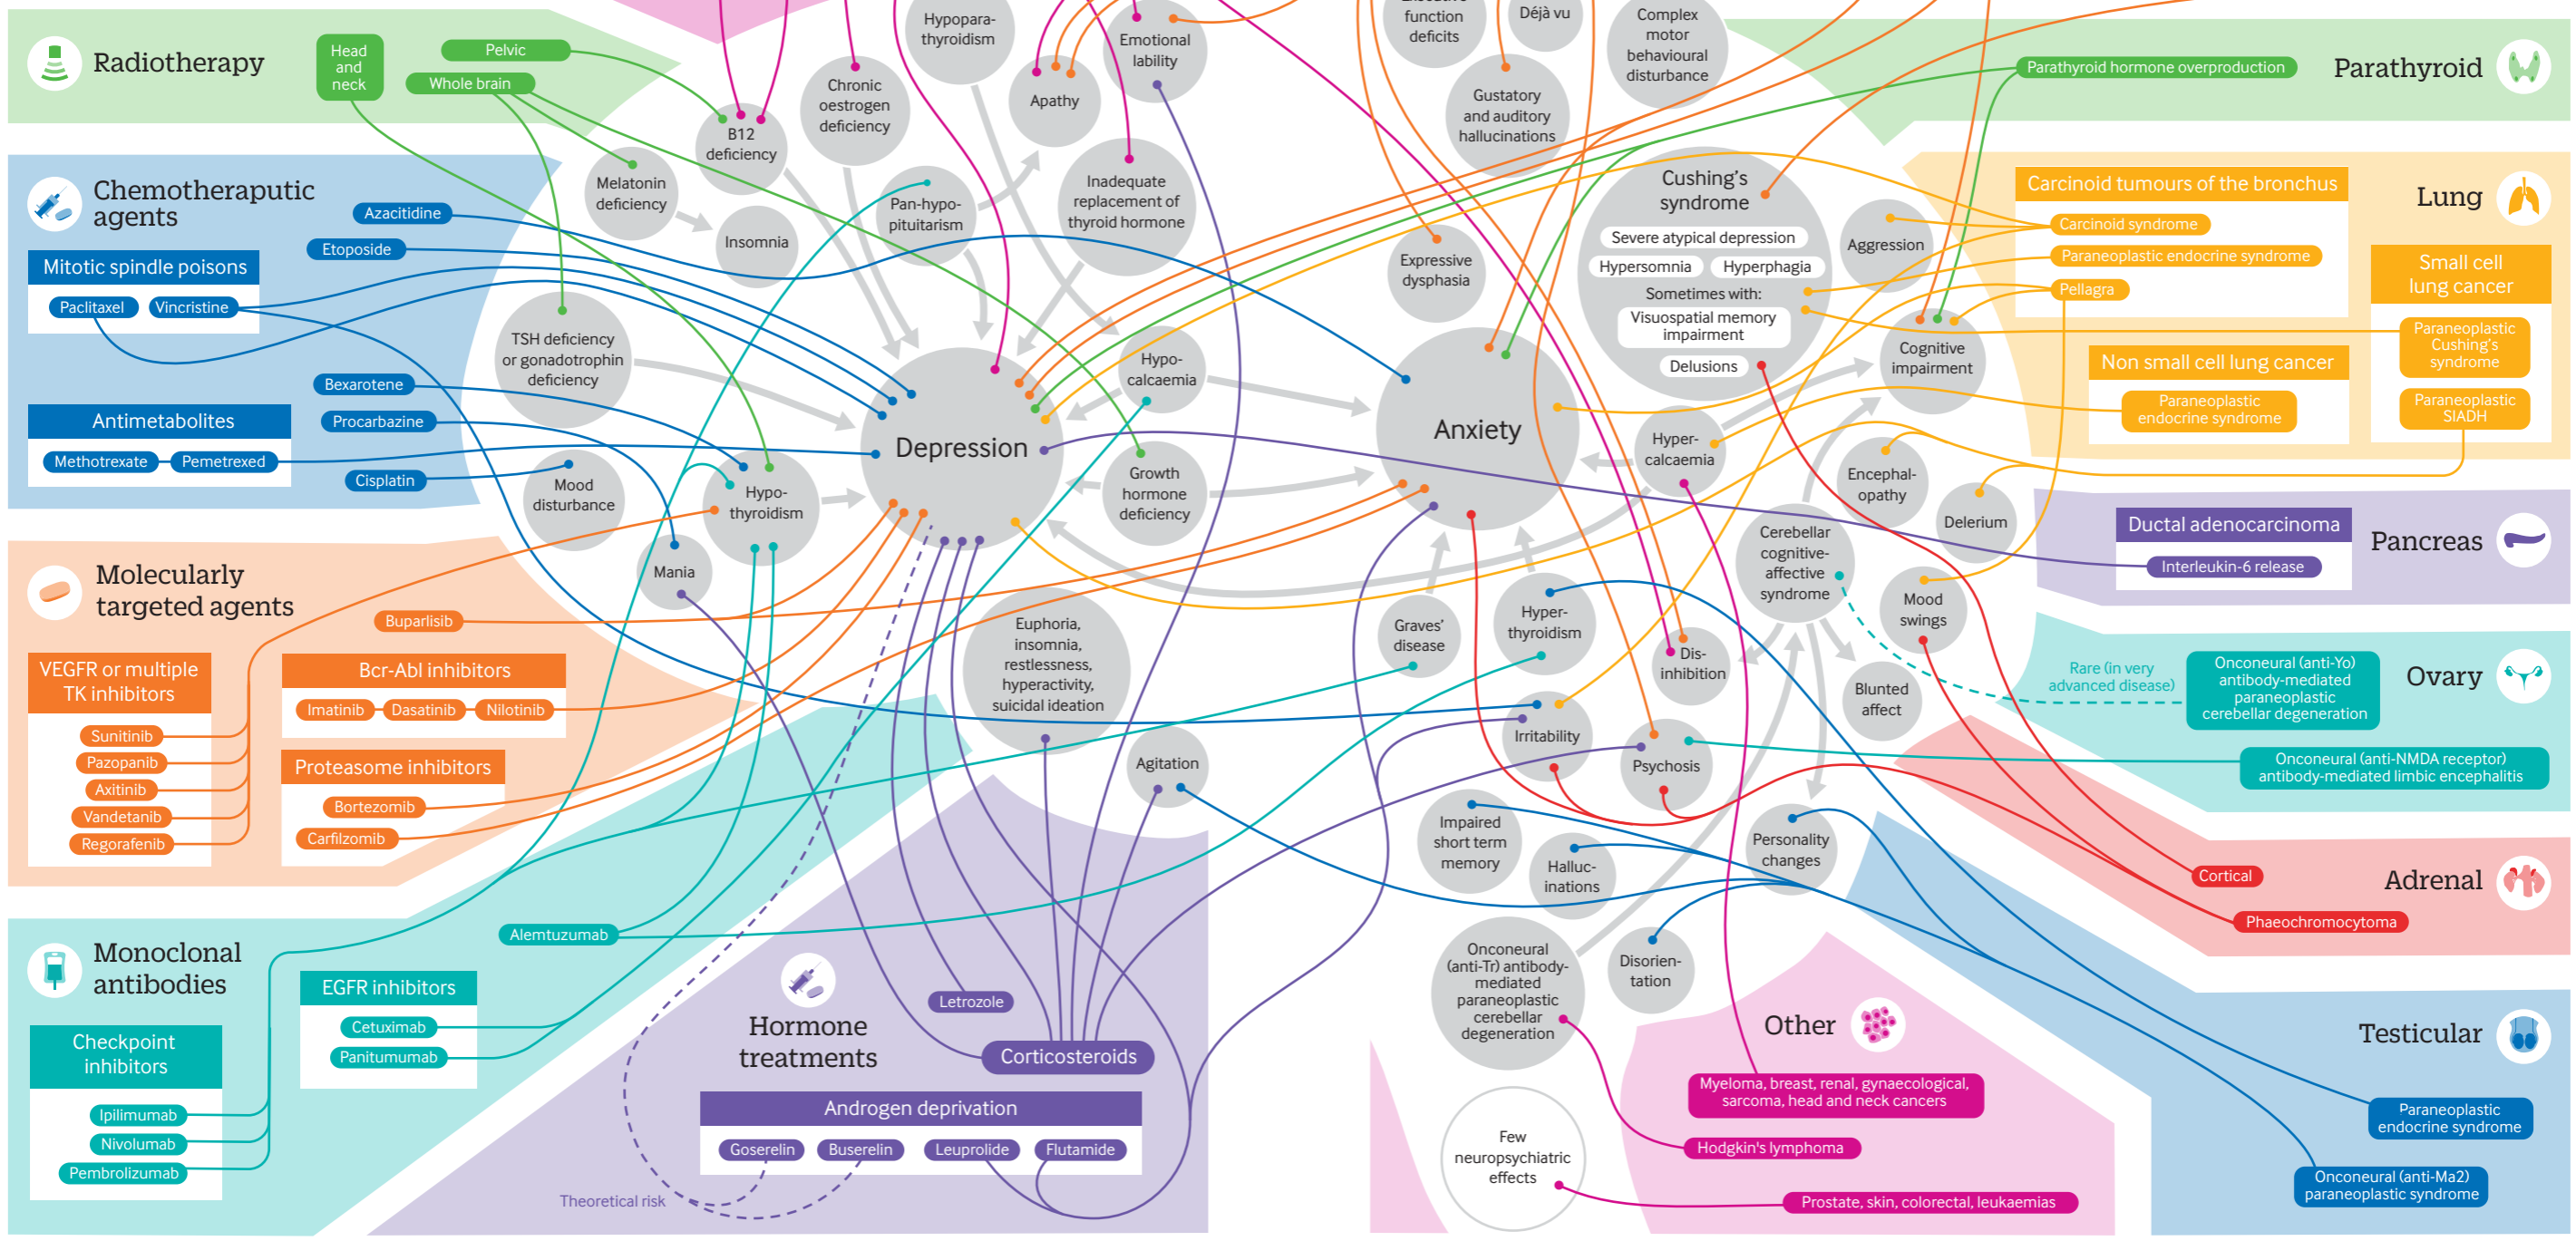 Radiotherapy
Head
and
neck
Pelvic
Whole brain
Chemotheraputic
agents
Azacitidine
Etoposide
Mitotic spindle poisons
Paclitaxel
Vincristine
Bexarotene
Procarbazine
Antimetabolites
Methotrexate
Pemetrexed
Cisplatin
Molecularly
targeted agents
Buparlisib
VEGFR or multiple
TK inhibitors
Sunitinib
Pazopanib
Axitinib
Vandetanib
Regorafenib
Bcr-Abl inhibitors
Imatinib
Dasatinib
Nilotinib
Proteasome inhibitors
Bortezomib
Carfilzomib
Monoclonal
antibodies
Alemtuzumab
EGFR inhibitors
Cetuximab
Panitumumab
Checkpoint
inhibitors
Ipilimumab
Nivolumab
Pembrolizumab
Hormone
treatments
Letrozole
Corticosteroids
Androgen deprivation
Goserelin
Buserelin
Leuprolide
Flutamide
Theoretical risk
Hypopara-
thyroidism
Emotional
lability
Apathy
Chronic
oestrogen
deficiency
B12
deficiency
Melatonin
deficiency
Insomnia
Pan-hypo-
pituitarism
Inadequate
replacement of
thyroid hormone
TSH deficiency
or gonadotrophin
deficiency
Hypo-
calcaemia
Depression
Growth
hormone
deficiency
Mood
disturbance
Hypo-
thyroidism
Mania
Euphoria,
insomnia,
restlessness,
hyperactivity,
suicidal ideation
Agitation
function
deficits
Déjà vu
Complex
motor
behavioural
disturbance
Gustatory
and auditory
hallucinations
Expressive
dysphasia
Cushing's
syndrome
Severe atypical depression
Hypersomnia
Hyperphagia
Sometimes with:
Visuospatial memory
impairment
Delusions
Aggression
Cognitive
impairment
Anxiety
Hyper-
calcaemia
Encephal-
opathy
Delerium
Cerebellar
cognitive-
affective
syndrome
Mood
swings
Graves'
disease
Hyper-
thyroidism
Dis-
inhibition
Blunted
affect
Irritability
Psychosis
Impaired
short term
memory
Halluc-
inations
Personality
changes
Onconeural
(anti-Tr) antibody-
mediated
paraneoplastic
cerebellar
degeneration
Disorien-
tation
Few
neuropsychiatric
effects
Parathyroid
Parathyroid hormone overproduction
Lung
Carcinoid tumours of the bronchus
Carcinoid syndrome
Paraneoplastic endocrine syndrome
Pellagra
Small cell
lung cancer
Paraneoplastic
Cushing's
syndrome
Paraneoplastic
SIADH
Non small cell lung cancer
Paraneoplastic
endocrine syndrome
Pancreas
Ductal adenocarcinoma
Interleukin-6 release
Ovary
Rare (in very
advanced disease)
Onconeural (anti-Yo)
antibody-mediated
paraneoplastic
cerebellar degeneration
Onconeural (anti-NMDA receptor)
antibody-mediated limbic encephalitis
Adrenal
Cortical
Phaeochromocytoma
Testicular
Paraneoplastic
endocrine syndrome
Onconeural (anti-Ma2)
paraneoplastic syndrome
Other
Myeloma, breast, renal, gynaecological,
sarcoma, head and neck cancers
Hodgkin's lymphoma
Prostate, skin, colorectal, leukaemias